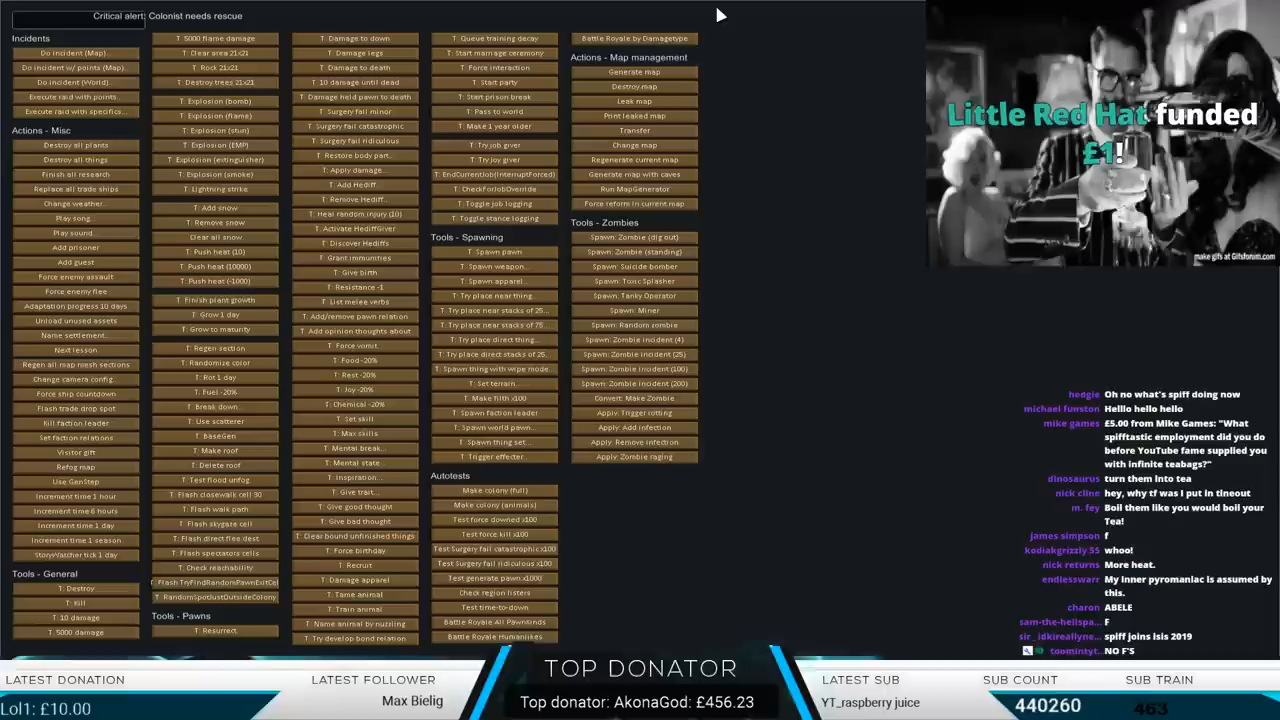 Critical alert: Colonist needs rescue
Incidents
Do incident (Map)...
Do incident w/ points (Map)...
Do incident (World)...
Execute raid with points...
Execute raid with specifics...
Actions - Misc
Destroy all plants
Destroy all things
Finish all research
Replace all trade ships
Change weather...
Play song...
Play sound...
Add prisoner
Add guest
Force enemy assault
Force enemy flee
Adaptation progress 10 days
Unload unused assets
Name settlement...
Next lesson
Regen all map mesh sections
Change camera config...
Force ship countdown
Flash trade drop spot
Kill faction leader
Set faction relations
Visitor gift
Refog map
Use GenStep
Increment time 1 hour
Increment time 6 hours
Increment time 1 day
Increment time 1 season
StoryWatcher tick 1 day
Tools - General
T: Destroy
T: Kill
T: 10 damage
T: 5000 damage
T: 5000 flame damage
T: Clear area 21x21
T: Rock 21x21
T: Destroy trees 21x21
T: Explosion (bomb)
T: Explosion (flame)
T: Explosion (stun)
T: Explosion (EMP)
T: Explosion (extinguisher)
T: Explosion (smoke)
T: Lightning strike
T: Add snow
T: Remove snow
Clear all snow
T: Push heat (10)
T: Push heat (10000)
T: Push heat (-1000)
T: Finish plant growth
T: Grow 1 day
T: Grow to maturity
T: Regen section
T: Randomize color
T: Rot 1 day
T: Fuel -20%
T: Break down...
T: Use scatterer
T: BaseGen
T: Make roof
T: Delete roof
T: Test flood unfog
T: Flash closewalk cell 30
T: Flash walk path
T: Flash skygaze cell
T: Flash direct flee dest
T: Flash spectators cells
T: Check reachability
T: Flash TryFindRandomPawnExitCel
T: RandomSpotJustOutsideColony
Tools - Pawns
T: Resurrect
T: Damage to down
T: Damage legs
T: Damage to death
T: 10 damage until dead
T: Damage held pawn to death
T: Surgery fail minor
T: Surgery fail catastrophic
T: Surgery fail ridiculous
T: Restore body part...
T: Apply damage...
T: Add Hediff...
T: Remove Hediff...
T: Heal random injury (10)
T: Activate HediffGiver
T: Discover Hediffs
T: Grant immunities
T: Give birth
T: Resistance -1
T: List melee verbs
T: Add/remove pawn relation
T: Add opinion thoughts about
T: Force vomit...
T: Food -20%
T: Rest -20%
T: Joy -20%
T: Chemical -20%
T: Set skill
T: Max skills
T: Mental break...
T: Mental state...
T: Inspiration...
T: Give trait...
T: Give good thought
T: Give bad thought
T: Clear bound unfinished things
T: Force birthday
T: Recruit
T: Damage apparel
T: Tame animal
T: Train animal
T: Name animal by nuzzling
T: Try develop bond relation
T: Queue training decay
T: Start marriage ceremony
T: Force interaction
T: Start party
T: Start prison break
T: Pass to world
T: Make 1 year older
T: Try job giver
T: Try joy giver
T: EndCurrentJob(InterruptForced)
T: CheckForJobOverride
T: Toggle job logging
T: Toggle stance logging
Tools - Spawning
T: Spawn pawn
T: Spawn weapon...
T: Spawn apparel...
T: Try place near thing...
T: Try place near stacks of 25...
T: Try place near stacks of 75...
T: Try place direct thing...
T: Try place direct stacks of 25...
T: Spawn thing with wipe mode...
T: Set terrain...
T: Make filth x100
T: Spawn faction leader
T: Spawn world pawn...
T: Spawn thing set...
T: Trigger effecter...
Autotests
Make colony (full)
Make colony (animals)
Test force downed x100
Test force kill x100
Test Surgery fail catastrophic x100
Test Surgery fail ridiculous x100
Test generate pawn x1000
Check region listers
Test time-to-down
Battle Royale All PawnKinds
Battle Royale Humanlikes
Battle Royale by Damagetype
Actions - Map management
Generate map
Destroy map
Leak map
Print leaked map
Transfer
Change map
Regenerate current map
Generate map with caves
Run MapGenerator
Force reform in current map
Tools - Zombies
Spawn: Zombie (dig out)
Spawn: Zombie (standing)
Spawn: Suicide bomber
Spawn: Toxic Splasher
Spawn: Tanky Operator
Spawn: Miner
Spawn: Random zombie
Spawn: Zombie incident (4)
Spawn: Zombie incident (25)
Spawn: Zombie incident (100)
Spawn: Zombie incident (200)
Convert: Make Zombie
Apply: Trigger rotting
Apply: Add infection
Apply: Remove infection
Apply: Zombie raging
Little Red Hat funded
£1!
make gifs at Gifsforum.com
hedgie Oh no what's spiff doing now
michael funston Helllo hello hello
mike games £5.00 from Mike Games: "What
spifftastic employment did you do
before YouTube fame supplied you
with infinite teabags?"
dinosaurus turn them into tea
nick cline hey, why tf was I put in timeout
m. fey Boil them like you would boil your
Tea!
james simpson f
kodiakgrizzly 55 whoo!
nick returns More heat.
endlesswarr My inner pyromaniac is assumed by
this.
charon ABELE
sam-the-hellspa... F
sir_idkireallyne... spiff joins isis 2019
toomintyt... NO F'S
LATEST DONATION
Lol1: £10.00
LATEST FOLLOWER
Max Bielig
TOP DONATOR
Top donator: AkonaGod: £456.23
LATEST SUB
YT_raspberry juice
SUB COUNT
440260
SUB TRAIN
463